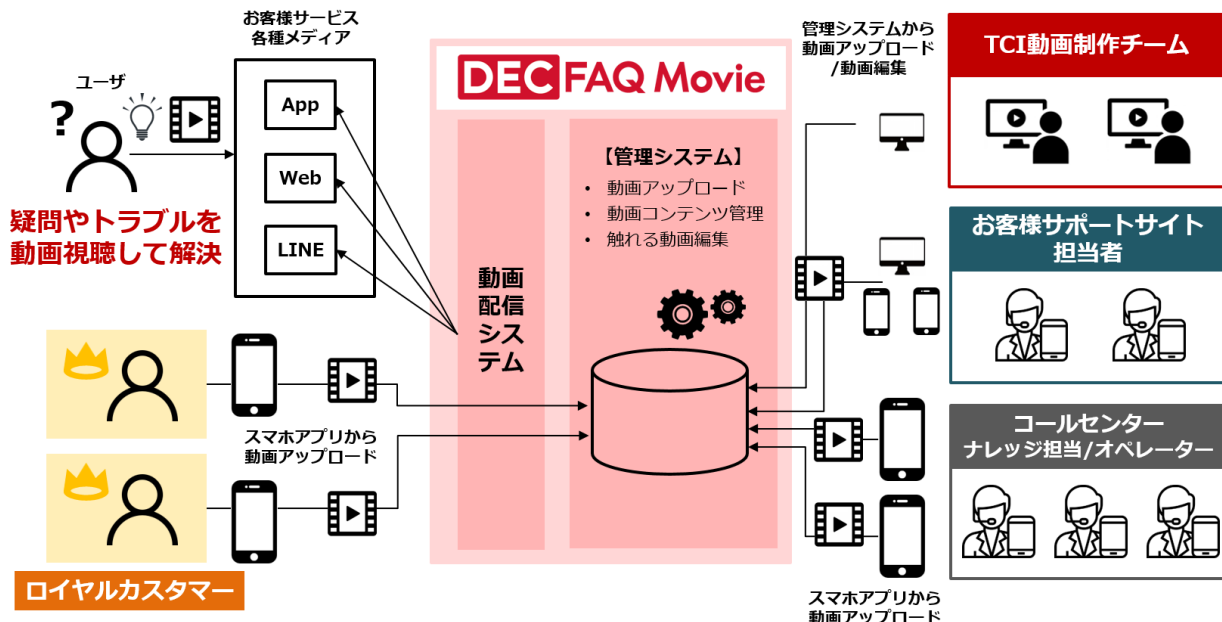 お客様サービス
各種メディア
ユーザ
?
App
Web
LINE
疑問やトラブルを
動画視聴して解決
DEC FAQ Movie
動画
配信
シス
テム
【管理システム】
• 動画アップロード
• 動画コンテンツ管理
• 触れる動画編集
管理システムから
動画アップロード
/動画編集
TCI動画制作チーム
お客様サポートサイト
担当者
コールセンター
ナレッジ担当/オペレーター
スマホアプリから
動画アップロード
ロイヤルカスタマー
スマホアプリから
動画アップロード